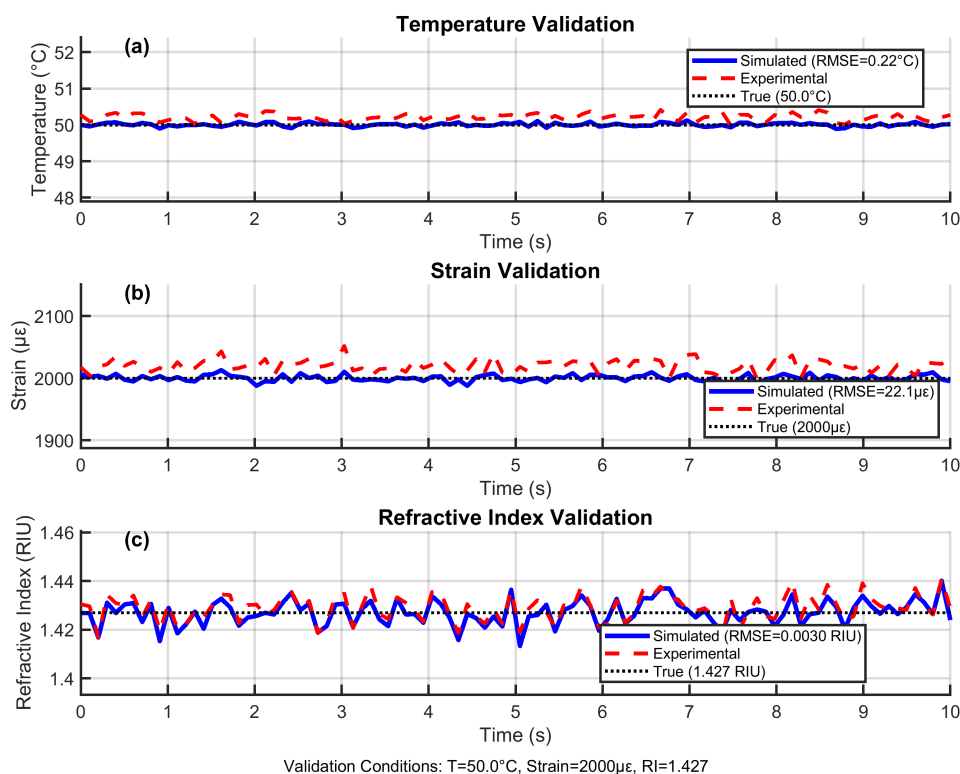 Temperature Validation
(a)
Temperature (°C)
52
51
50
49
48
Simulated (RMSE=0.22°C)
Experimental
True (50.0°C)
0 1 2 3 4 5 6 7 8 9 10
Time (s)
Strain Validation
(b)
Strain (με)
2100
2000
1900
Simulated (RMSE=22.1με)
Experimental
True (2000με)
0 1 2 3 4 5 6 7 8 9 10
Time (s)
Refractive Index Validation
(c)
Refractive Index (RIU)
1.46
1.44
1.42
1.4
Simulated (RMSE=0.0030 RIU)
Experimental
True (1.427 RIU)
0 1 2 3 4 5 6 7 8 9 10
Time (s)
Validation Conditions: T=50.0°C, Strain=2000με, RI=1.427